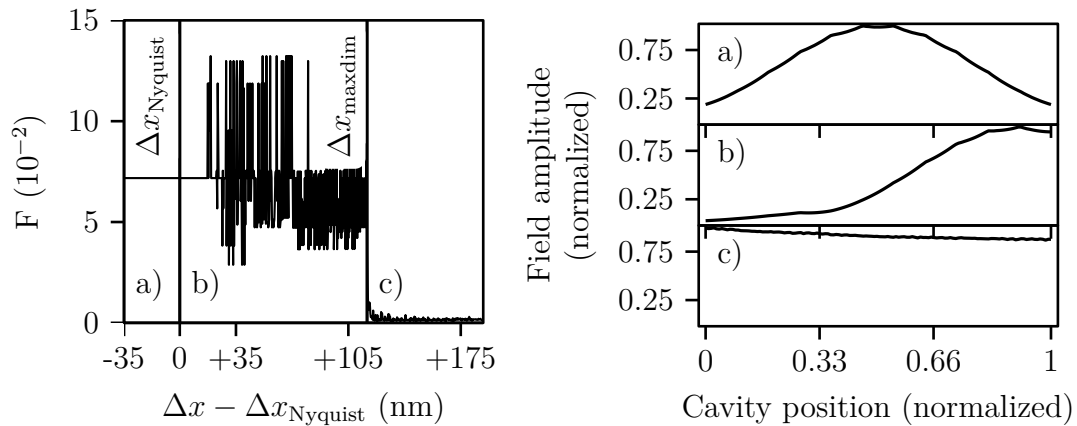 15
10
5
0
F (10⁻²)
Δx_Nyquist
Δx_maxdim
a)
b)
c)
-35
0
+35
+105
+175
Δx − Δx_Nyquist (nm)
Field amplitude
(normalized)
0.75
0.25
a)
0.75
0.25
b)
0.75
0.25
c)
0
0.33
0.66
1
Cavity position (normalized)